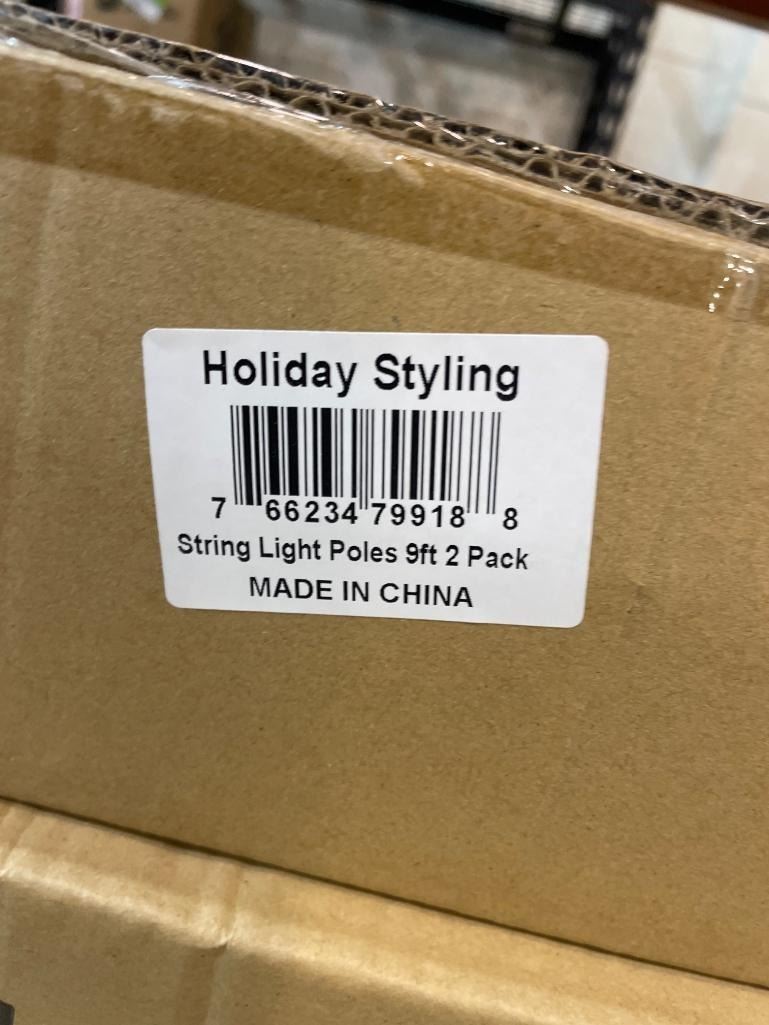 Holiday Styling
7 66234 79918 8
String Light Poles 9ft 2 Pack
MADE IN CHINA